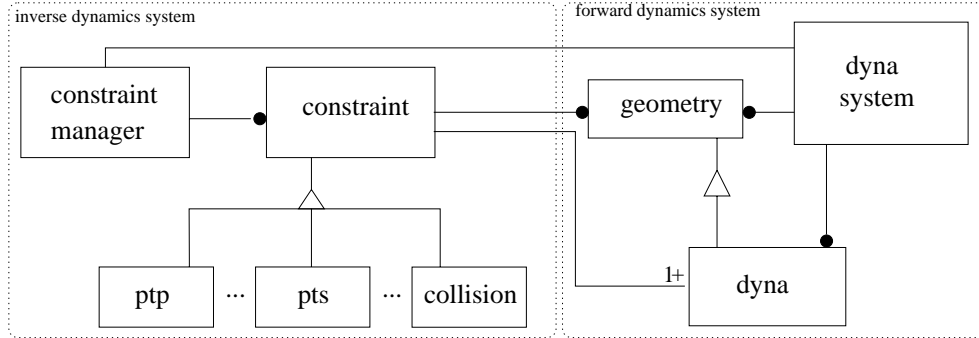 inverse dynamics system
forward dynamics system
constraint
manager
constraint
geometry
dyna
system
ptp
...
pts
...
collision
1+
dyna